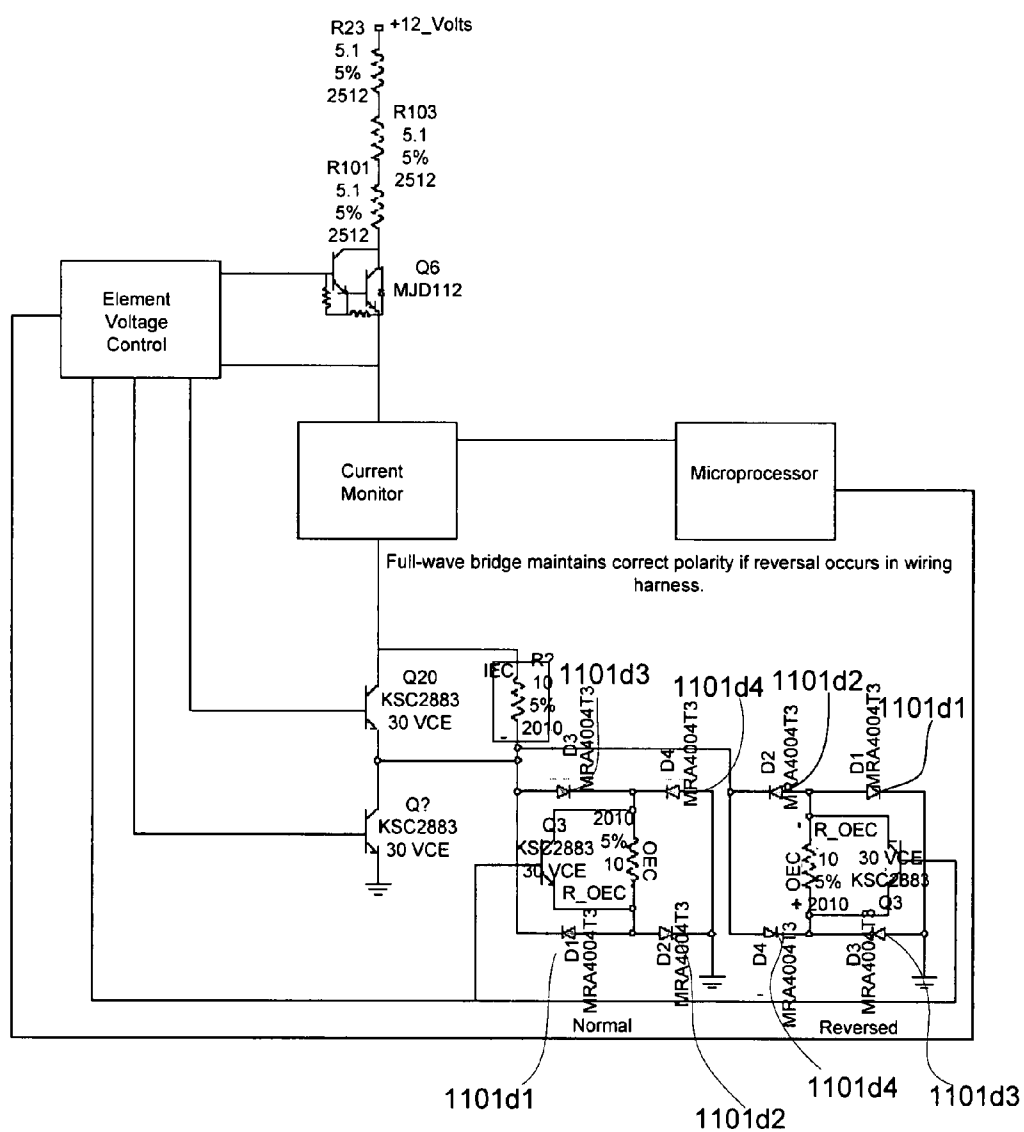 +12_Volts
R23
5.1
5%
2512
R103
5.1
5%
2512
R101
5.1
5%
2512
Q6
MJD112
Element
Voltage
Control
Current
Monitor
Microprocessor
Full-wave bridge maintains correct polarity if reversal occurs in wiring
harness.
Q20
KSC2883
30 VCE
IEC
R?
10
5%
2010
-
1101d3
1101d4
1101d2
1101d1
D3
MRA4004T3
D4
MRA4004T3
D2
MRA4004T3
D1
MRA4004T3
Q?
KSC2883
30 VCE
Q3
KSC2883
30 VCE
R_OEC
2010
5%
10
OEC
-
R_OEC
OEC
10
5%
+ 2010
30 VCE
KSC2883
Q3
D1
MRA4004T3
D2
MRA4004T3
D4
MRA4004T3
D3
MRA4004T3
Normal
Reversed
1101d1
1101d2
1101d4
1101d3